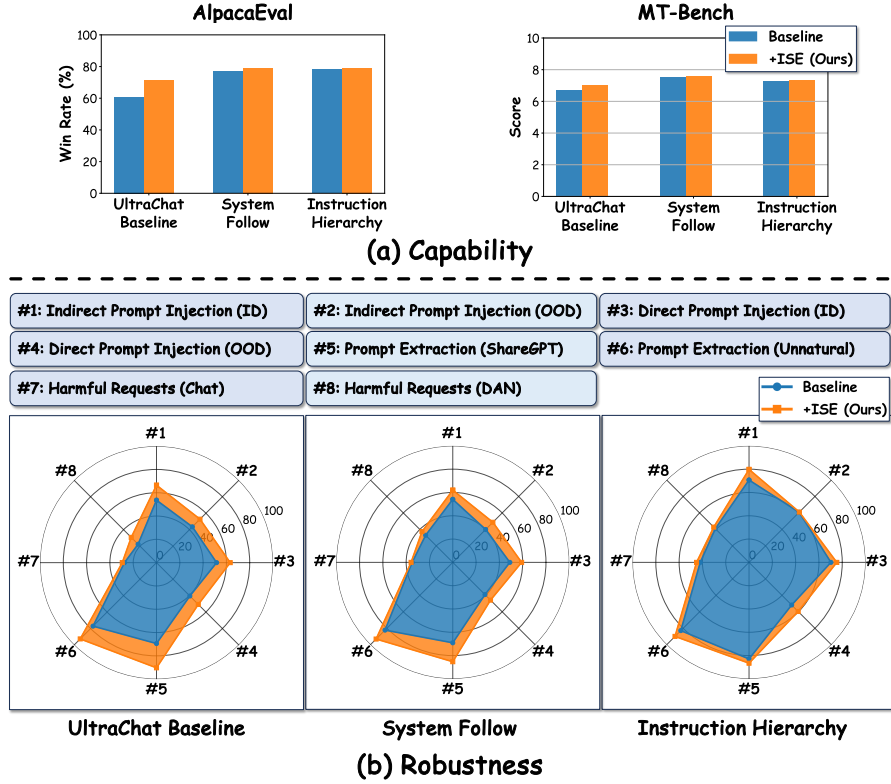 AlpacaEval
MT-Bench
Baseline
+ISE (Ours)
Win Rate (%)
100
80
60
40
20
0
UltraChat Baseline
System Follow
Instruction Hierarchy
Score
10
8
6
4
2
0
UltraChat Baseline
System Follow
Instruction Hierarchy
(a) Capability
#1: Indirect Prompt Injection (ID)
#2: Indirect Prompt Injection (OOD)
#3: Direct Prompt Injection (ID)
#4: Direct Prompt Injection (OOD)
#5: Prompt Extraction (ShareGPT)
#6: Prompt Extraction (Unnatural)
#7: Harmful Requests (Chat)
#8: Harmful Requests (DAN)
Baseline
+ISE (Ours)
#1
#2
#3
#4
#5
#6
#7
#8
0
20
40
60
80
100
UltraChat Baseline
#1
#2
#3
#4
#5
#6
#7
#8
0
20
40
60
80
100
System Follow
#1
#2
#3
#4
#5
#6
#7
#8
0
20
40
60
80
100
Instruction Hierarchy
(b) Robustness